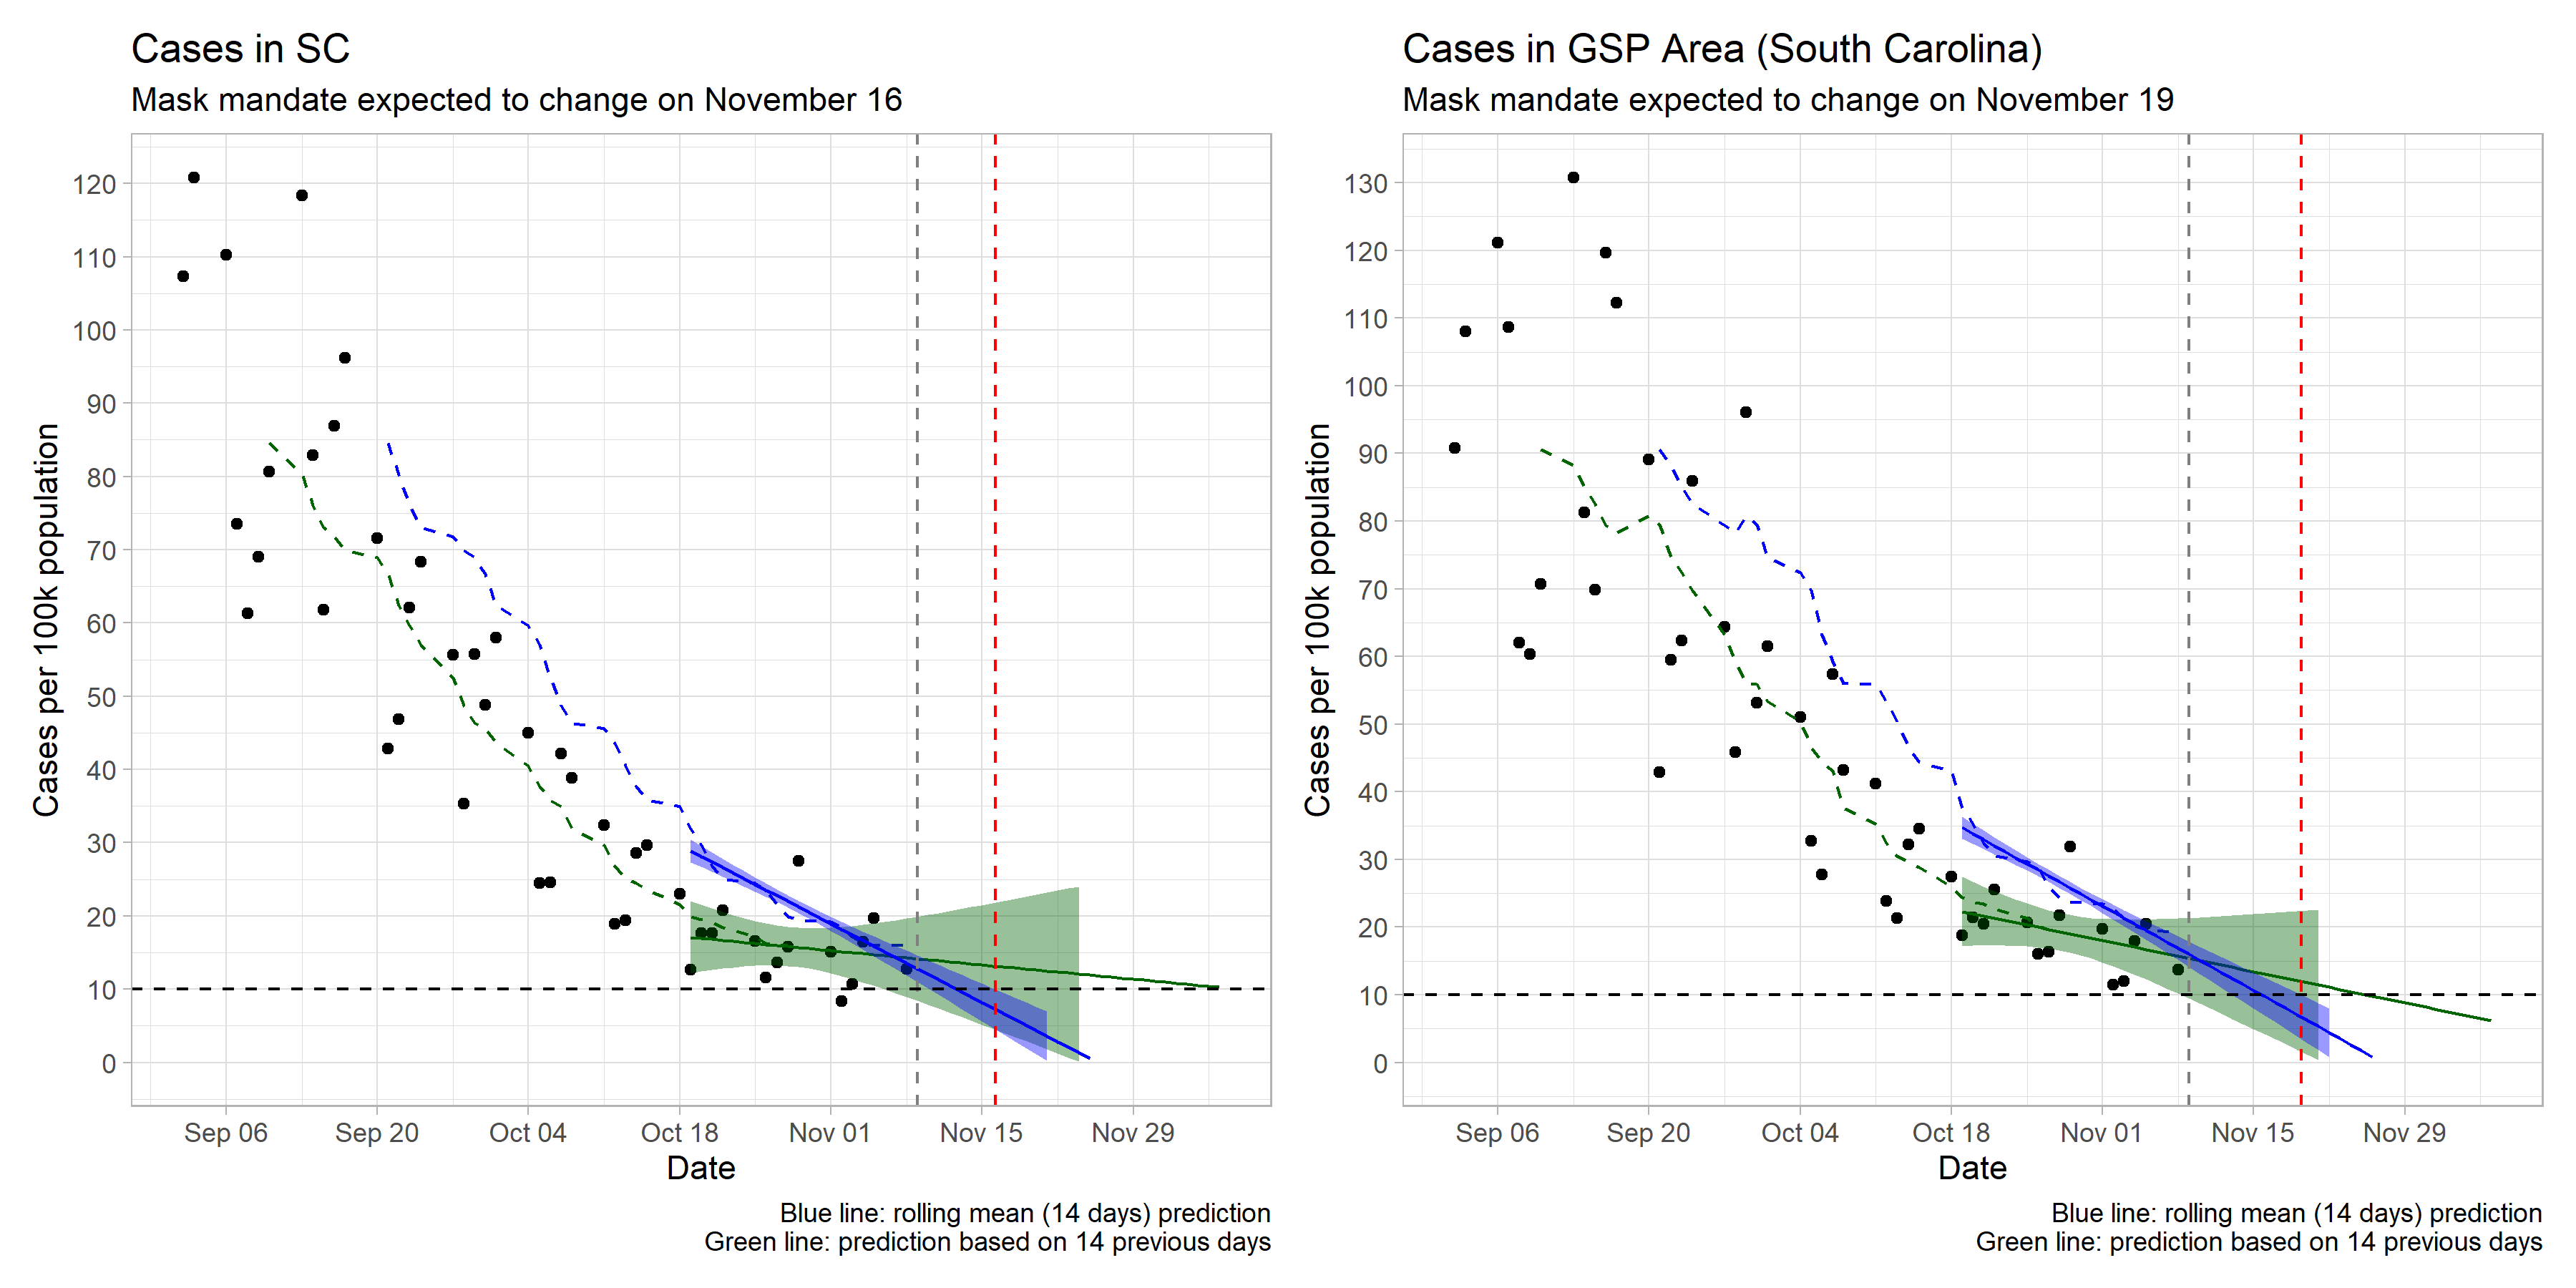 Cases in SC
Mask mandate expected to change on November 16
Cases per 100k population
120
110
100
90
80
70
60
50
40
30
20
10
0
Sep 06
Sep 20
Oct 04
Oct 18
Nov 01
Nov 15
Nov 29
Date
Blue line: rolling mean (14 days) prediction
Green line: prediction based on 14 previous days
Cases in GSP Area (South Carolina)
Mask mandate expected to change on November 19
Cases per 100k population
130
120
110
100
90
80
70
60
50
40
30
20
10
0
Sep 06
Sep 20
Oct 04
Oct 18
Nov 01
Nov 15
Nov 29
Date
Blue line: rolling mean (14 days) prediction
Green line: prediction based on 14 previous days